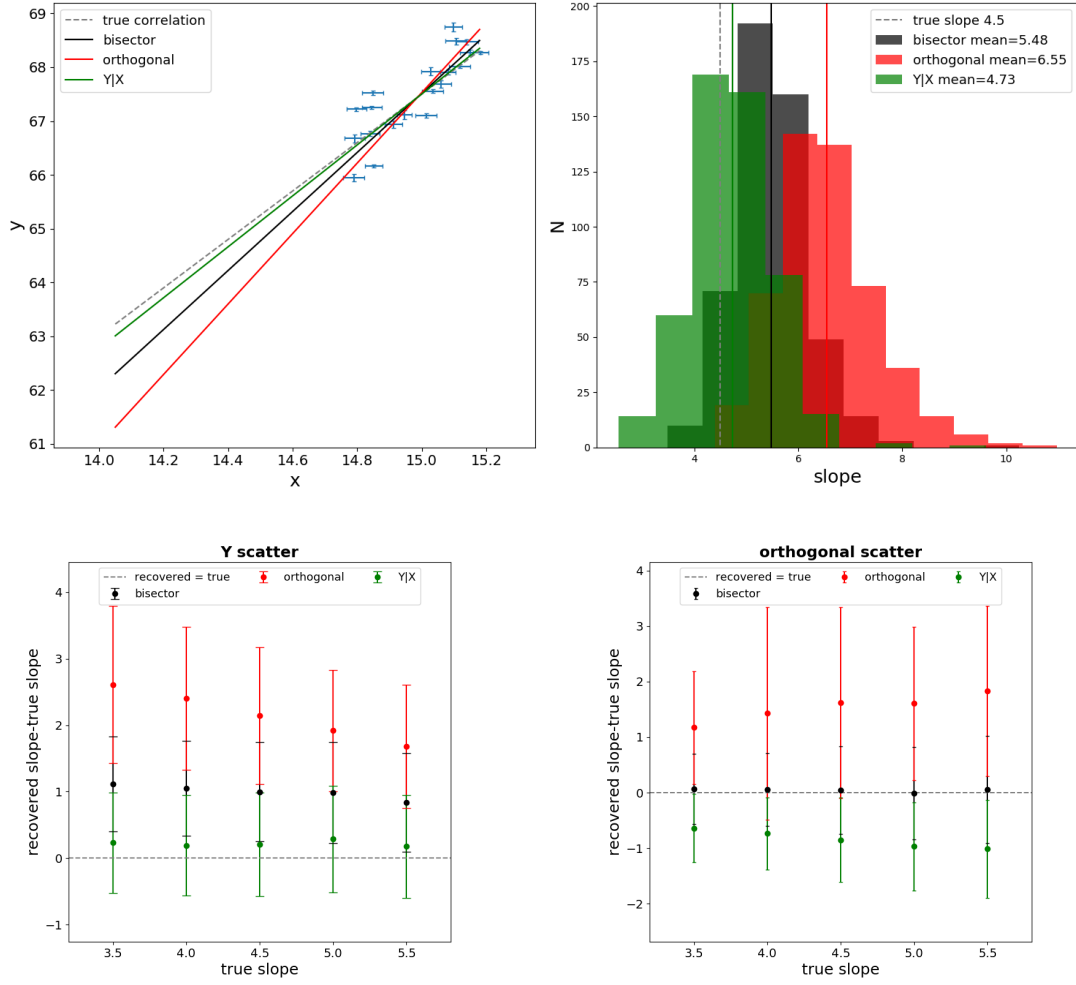 true correlation
bisector
orthogonal
Y|X
y
68
67
66
65
64
63
62
61
14.0 14.2 14.4 14.6 14.8 15.0 15.2
x
true slope 4.5
bisector mean=5.48
orthogonal mean=6.55
Y|X mean=4.73
N
200
175
150
125
100
75
50
25
0
4 6 8 10
slope
Y scatter
recovered = true orthogonal Y|X
bisector
recovered slope-true slope
4
3
2
1
0
−1
3.5 4.0 4.5 5.0 5.5
true slope
orthogonal scatter
recovered = true orthogonal Y|X
bisector
recovered slope-true slope
4
3
2
1
0
−1
−2
3.5 4.0 4.5 5.0 5.5
true slope